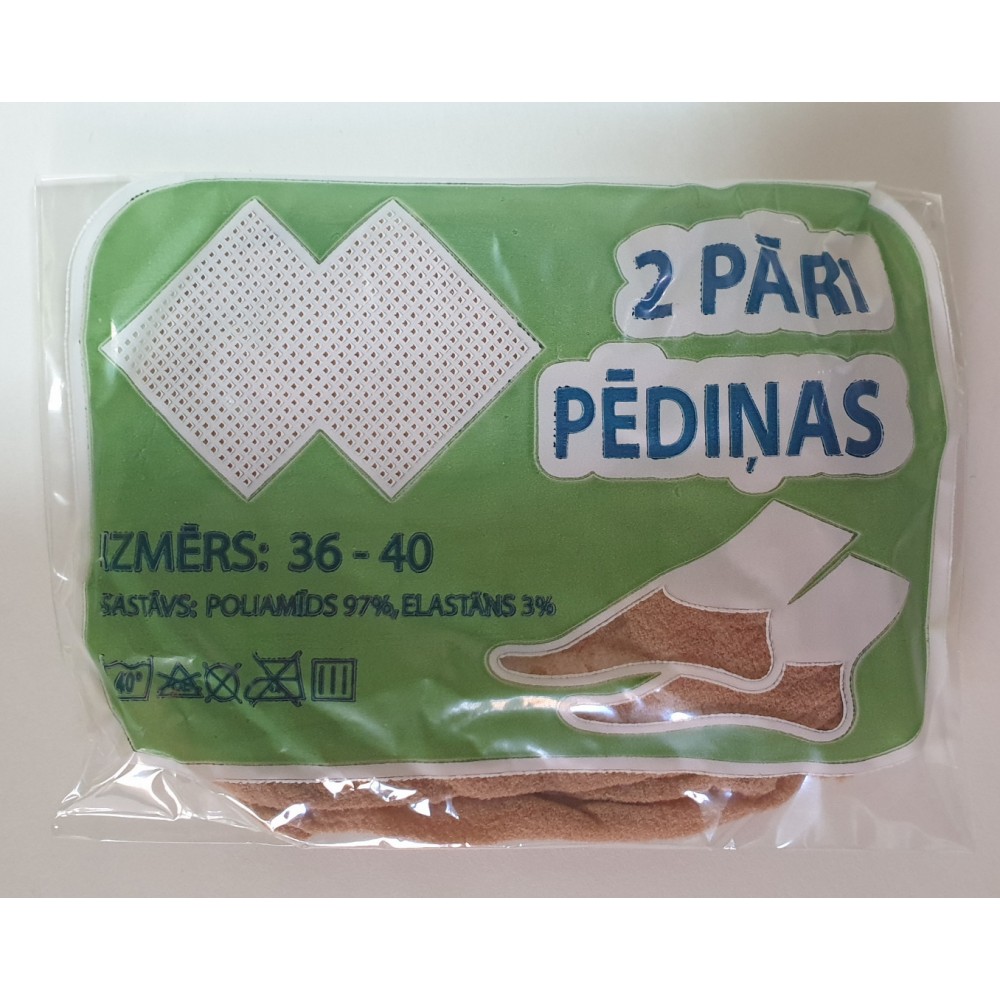 2 PĀRI
PĒDIŅAS
IZMĒRS: 36 - 40
SASTĀVS: POLIAMĪDS 97%, ELASTĀNS 3%
40°